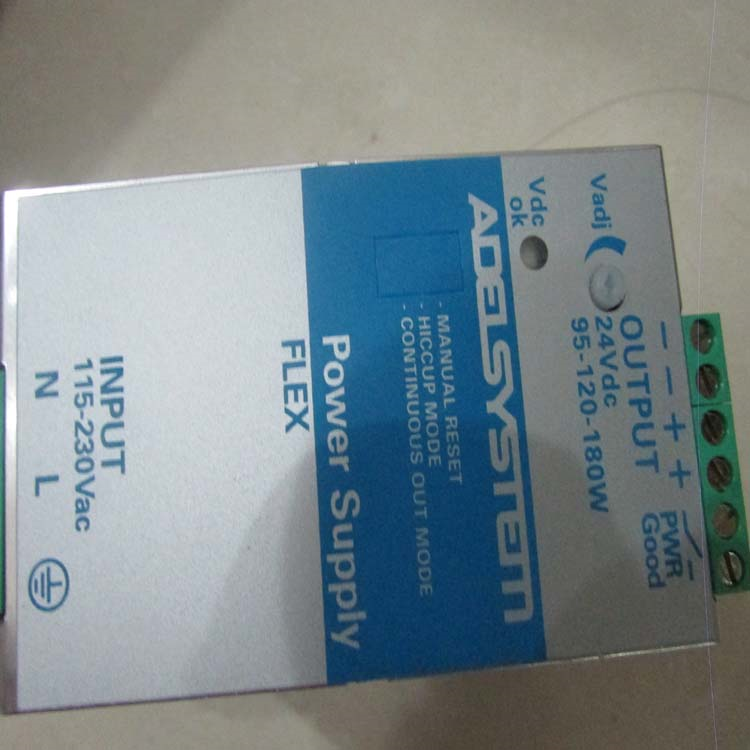 – – + + PWR
Good
OUTPUT
24Vdc
95-120-180W
Vadj
Vdc
ok
ADELSYSTEM
- MANUAL RESET
- HICCUP MODE
- CONTINUOUS OUT MODE
Power Supply
FLEX
INPUT
115-230Vac
N L